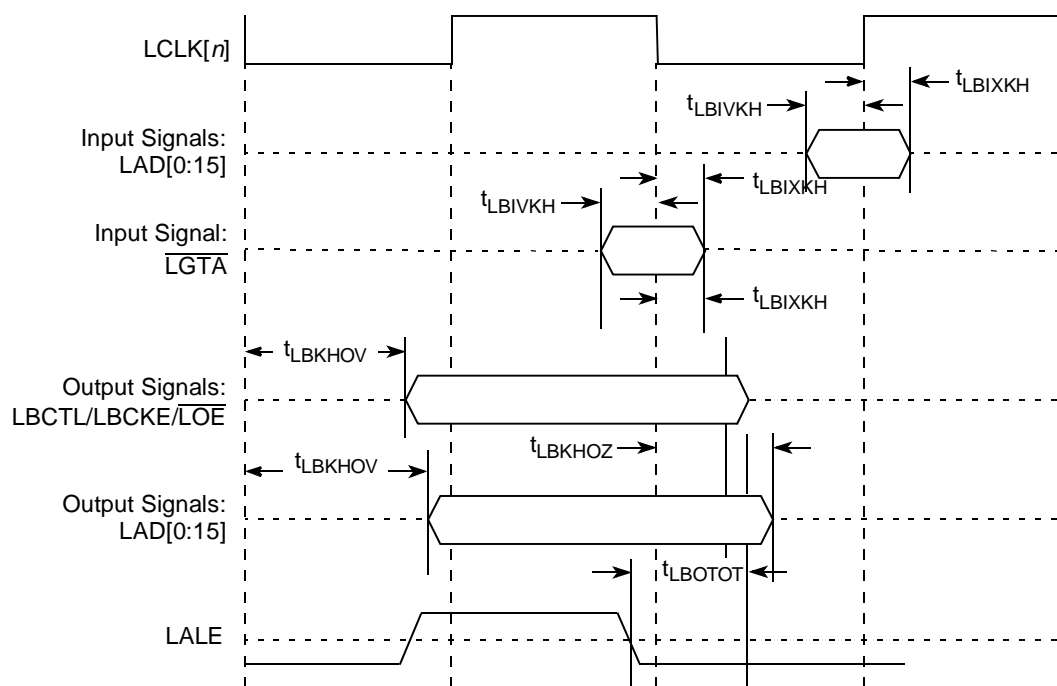 LCLK[n]
tLBIXKH
tLBIVKH
Input Signals:
LAD[0:15]
tLBIXKH
tLBIVKH
Input Signal:
LGTA
tLBIXKH
tLBKHOV
Output Signals:
LBCTL/LBCKE/LOE
tLBKHOZ
tLBKHOV
Output Signals:
LAD[0:15]
tLBOTOT
LALE